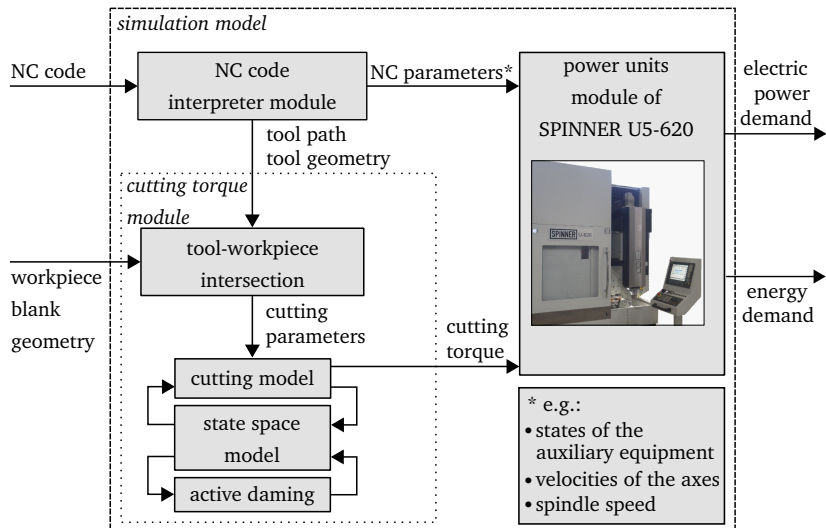 simulation model
NC code
NC code
interpreter module
NC parameters*
power units
module of
SPINNER U5-620
electric
power
demand
tool path
tool geometry
cutting torque
module
SPINNER U-620
workpiece
blank
geometry
tool-workpiece
intersection
energy
demand
cutting
parameters
cutting
torque
cutting model
state space
model
active daming
* e.g.:
• states of the
auxiliary equipment
• velocities of the axes
• spindle speed